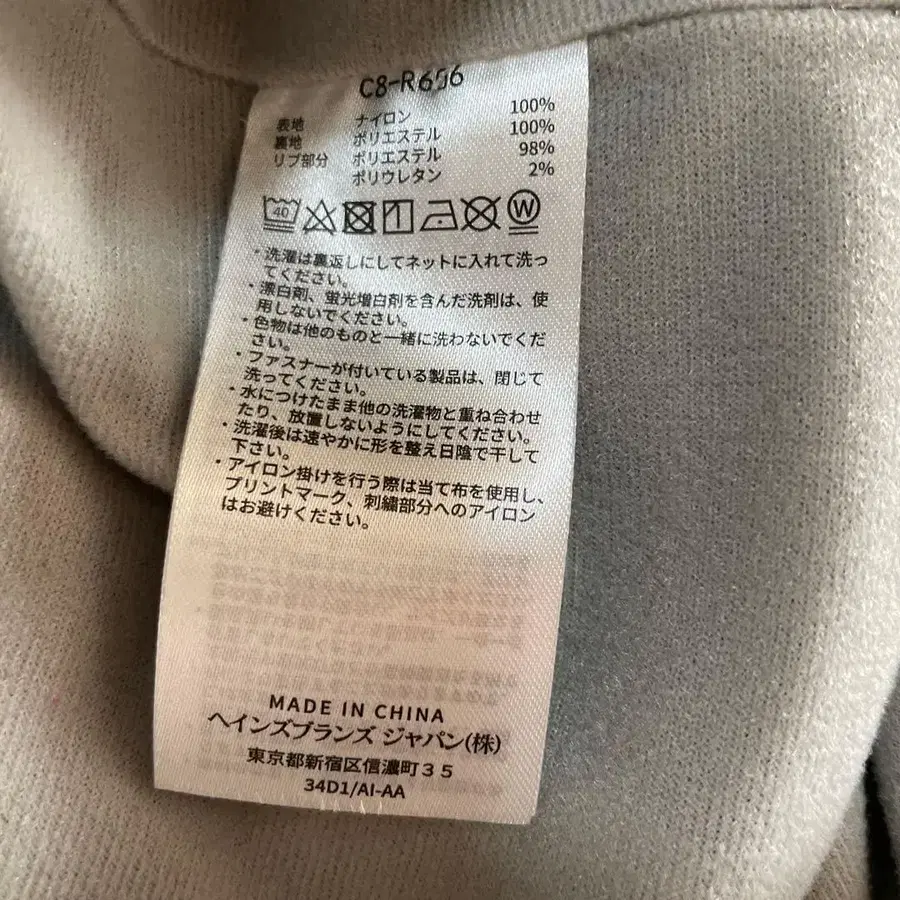 C8-R696
表地 ナイロン 100%
裏地 ポリエステル 100%
リブ部分 ポリエステル 98%
ポリウレタン 2%
40 W
・洗濯は裏返しにしてネットに入れて洗っ
てください。
・漂白剤、蛍光増白剤を含んだ洗剤は、使
用しないでください。
・色物は他のものと一緒に洗わないでくだ
さい。
・ファスナーが付いている製品は、閉じて
洗ってください。
・水につけたまま他の洗濯物と重ね合わせ
たり、放置しないようにしてください。
・洗濯後は速やかに形を整え日陰で干して
下さい。
・アイロン掛けを行う際は当て布を使用し、
プリントマーク、刺繍部分へのアイロン
はお避けください。
MADE IN CHINA
ヘインズブランズ ジャパン(株)
東京都新宿区信濃町35
34D1/AI-AA